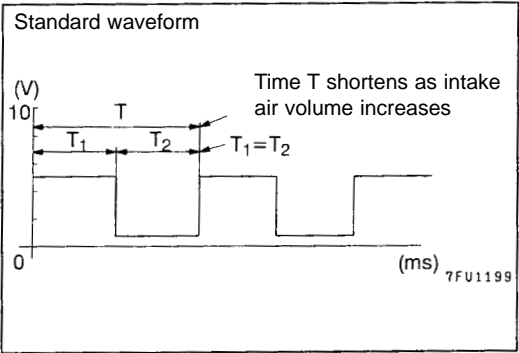 Standard waveform
(V)
10
T
Time T shortens as intake
air volume increases
T1
T2
T1=T2
0
(ms)
7FU1199